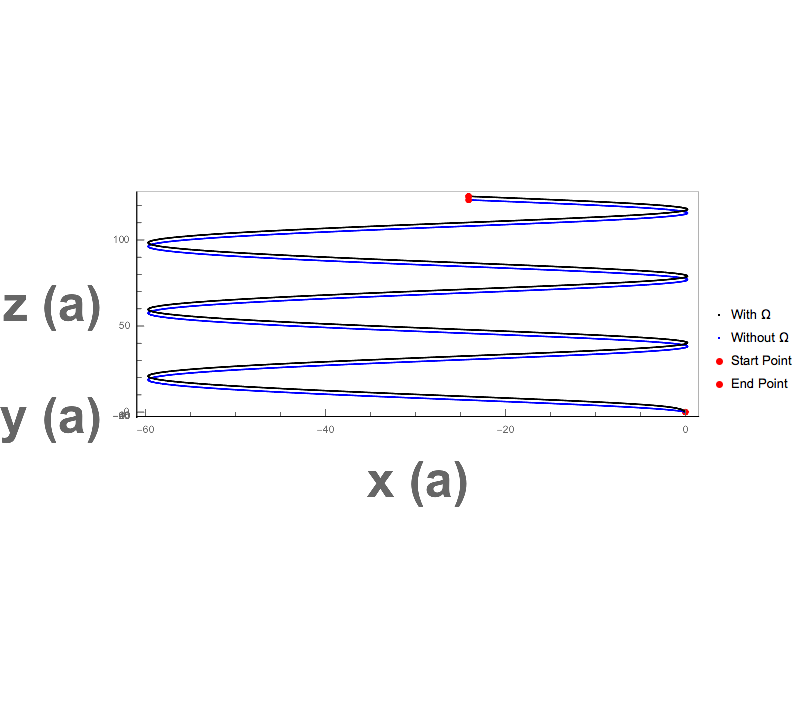 100
z (a)
50
y (a)
−60
−40
−20
0
x (a)
With Ω
Without Ω
Start Point
End Point